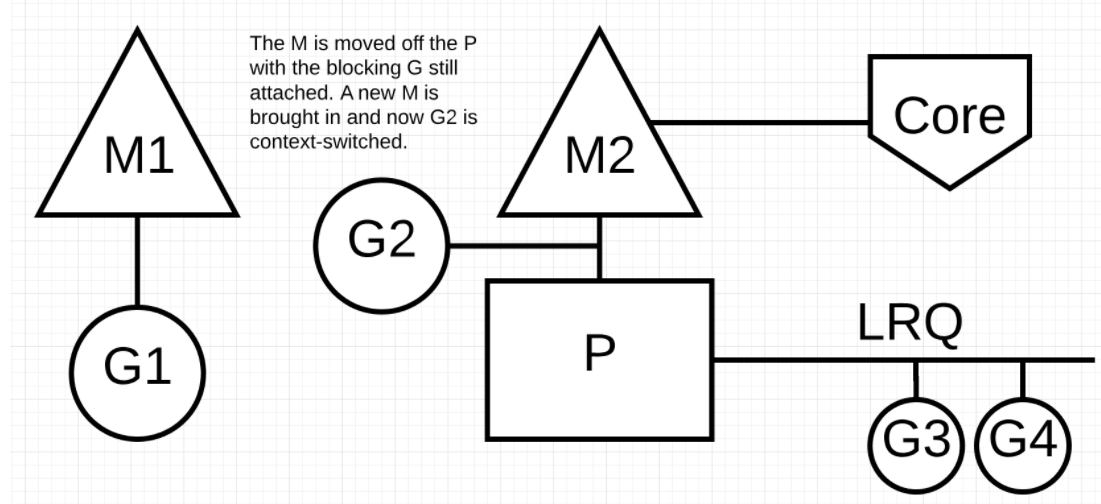 The M is moved off the P
with the blocking G still
attached. A new M is
brought in and now G2 is
context-switched.
M1
M2
Core
G2
G1
P
LRQ
G3
G4